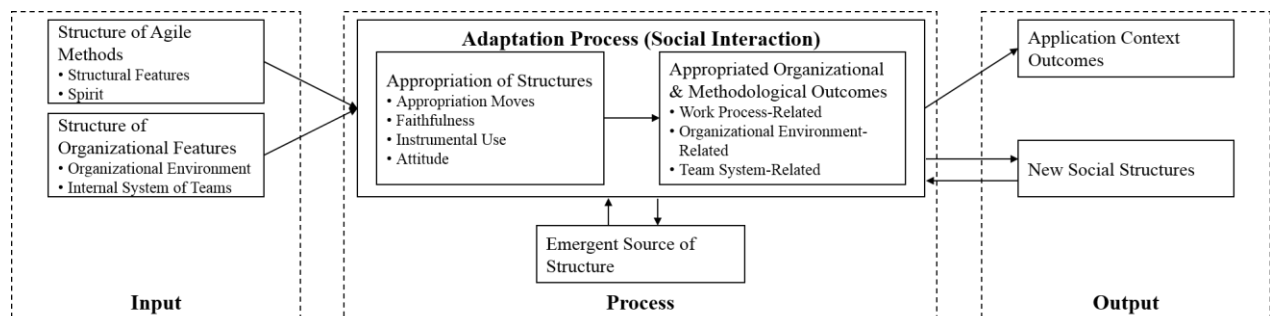 Structure of Agile
Methods
• Structural Features
• Spirit
Structure of
Organizational Features
• Organizational Environment
• Internal System of Teams
Input
Adaptation Process (Social Interaction)
Appropriation of Structures
• Appropriation Moves
• Faithfulness
• Instrumental Use
• Attitude
Appropriated Organizational
& Methodological Outcomes
• Work Process-Related
• Organizational Environment-
Related
• Team System-Related
Emergent Source of
Structure
Process
Application Context
Outcomes
New Social Structures
Output